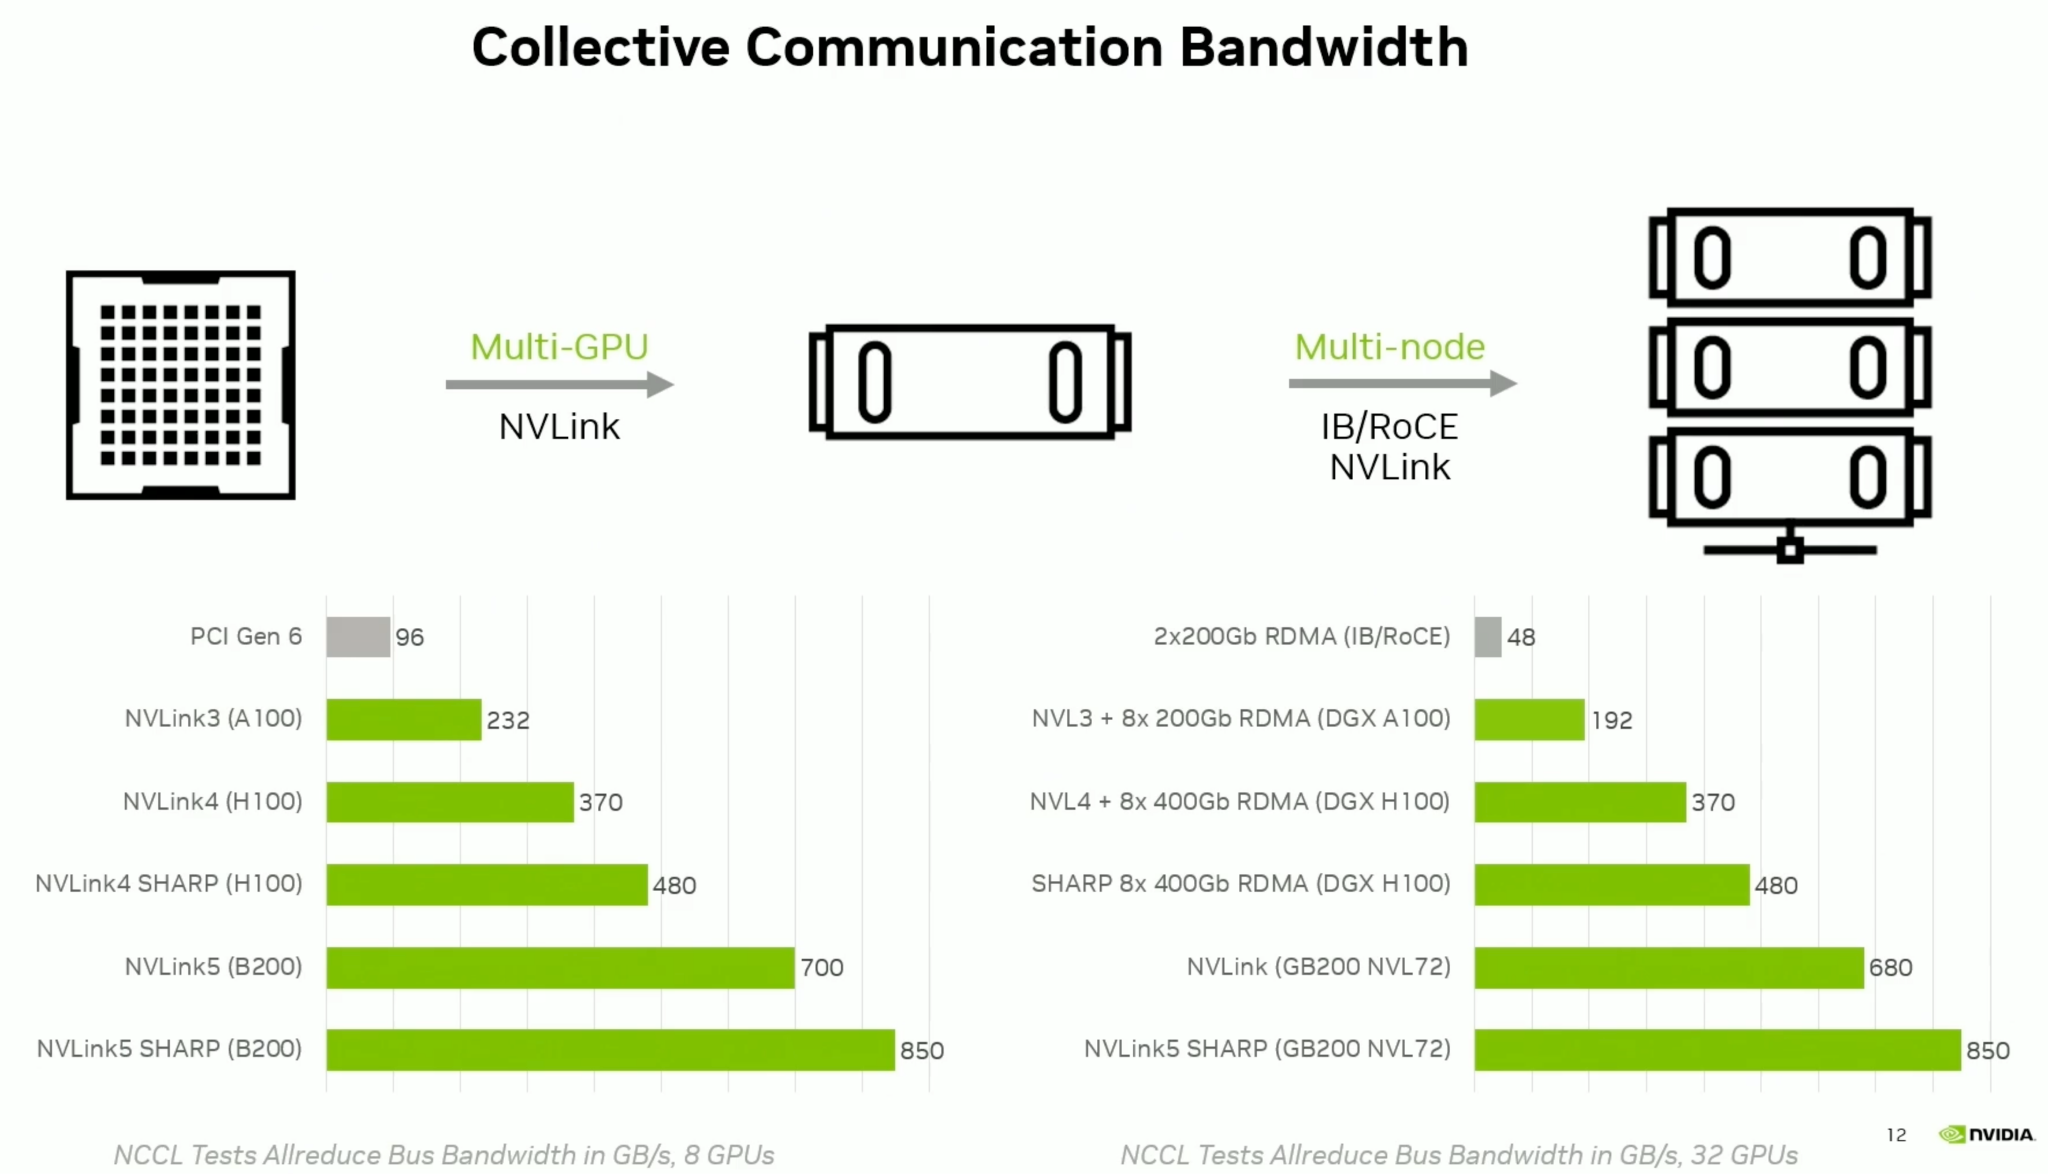 Collective Communication Bandwidth
Multi-GPU
NVLink
Multi-node
IB/RoCE
NVLink
PCI Gen 6 96
NVLink3 (A100) 232
NVLink4 (H100) 370
NVLink4 SHARP (H100) 480
NVLink5 (B200) 700
NVLink5 SHARP (B200) 850
NCCL Tests Allreduce Bus Bandwidth in GB/s, 8 GPUs
2x200Gb RDMA (IB/RoCE) 48
NVL3 + 8x 200Gb RDMA (DGX A100) 192
NVL4 + 8x 400Gb RDMA (DGX H100) 370
SHARP 8x 400Gb RDMA (DGX H100) 480
NVLink (GB200 NVL72) 680
NVLink5 SHARP (GB200 NVL72) 850
NCCL Tests Allreduce Bus Bandwidth in GB/s, 32 GPUs
12 NVIDIA.